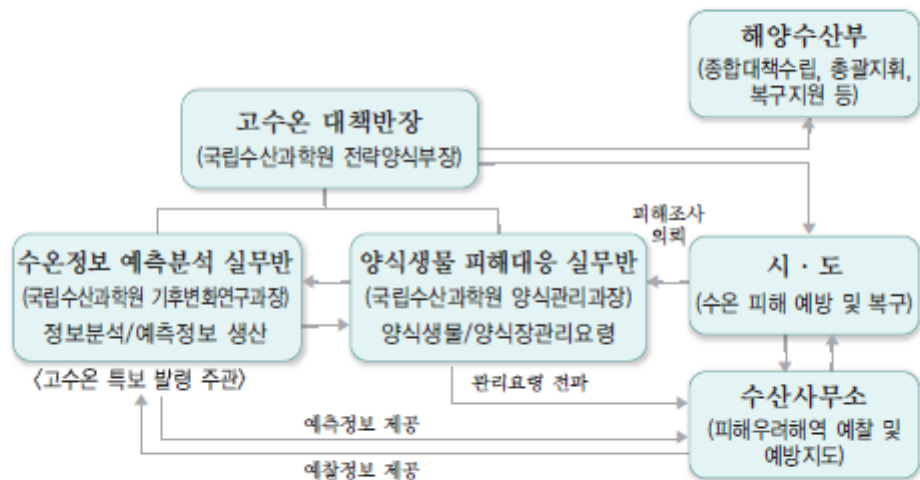 해양수산부
(종합대책수립, 총괄지휘,
복구지원 등)
고수온 대책반장
(국립수산과학원 전략양식부장)
피해조사
의뢰
수온정보 예측분석 실무반
(국립수산과학원 기후변화연구과장)
정보분석/예측정보 생산
양식생물 피해대응 실무반
(국립수산과학원 양식관리과장)
양식생물/양식장관리요령
시·도
(수온 피해 예방 및 복구)
<고수온 특보 발령 주관>
관리요령 전파
수산사무소
(피해우려해역 예찰 및
예방지도)
예측정보 제공
예찰정보 제공